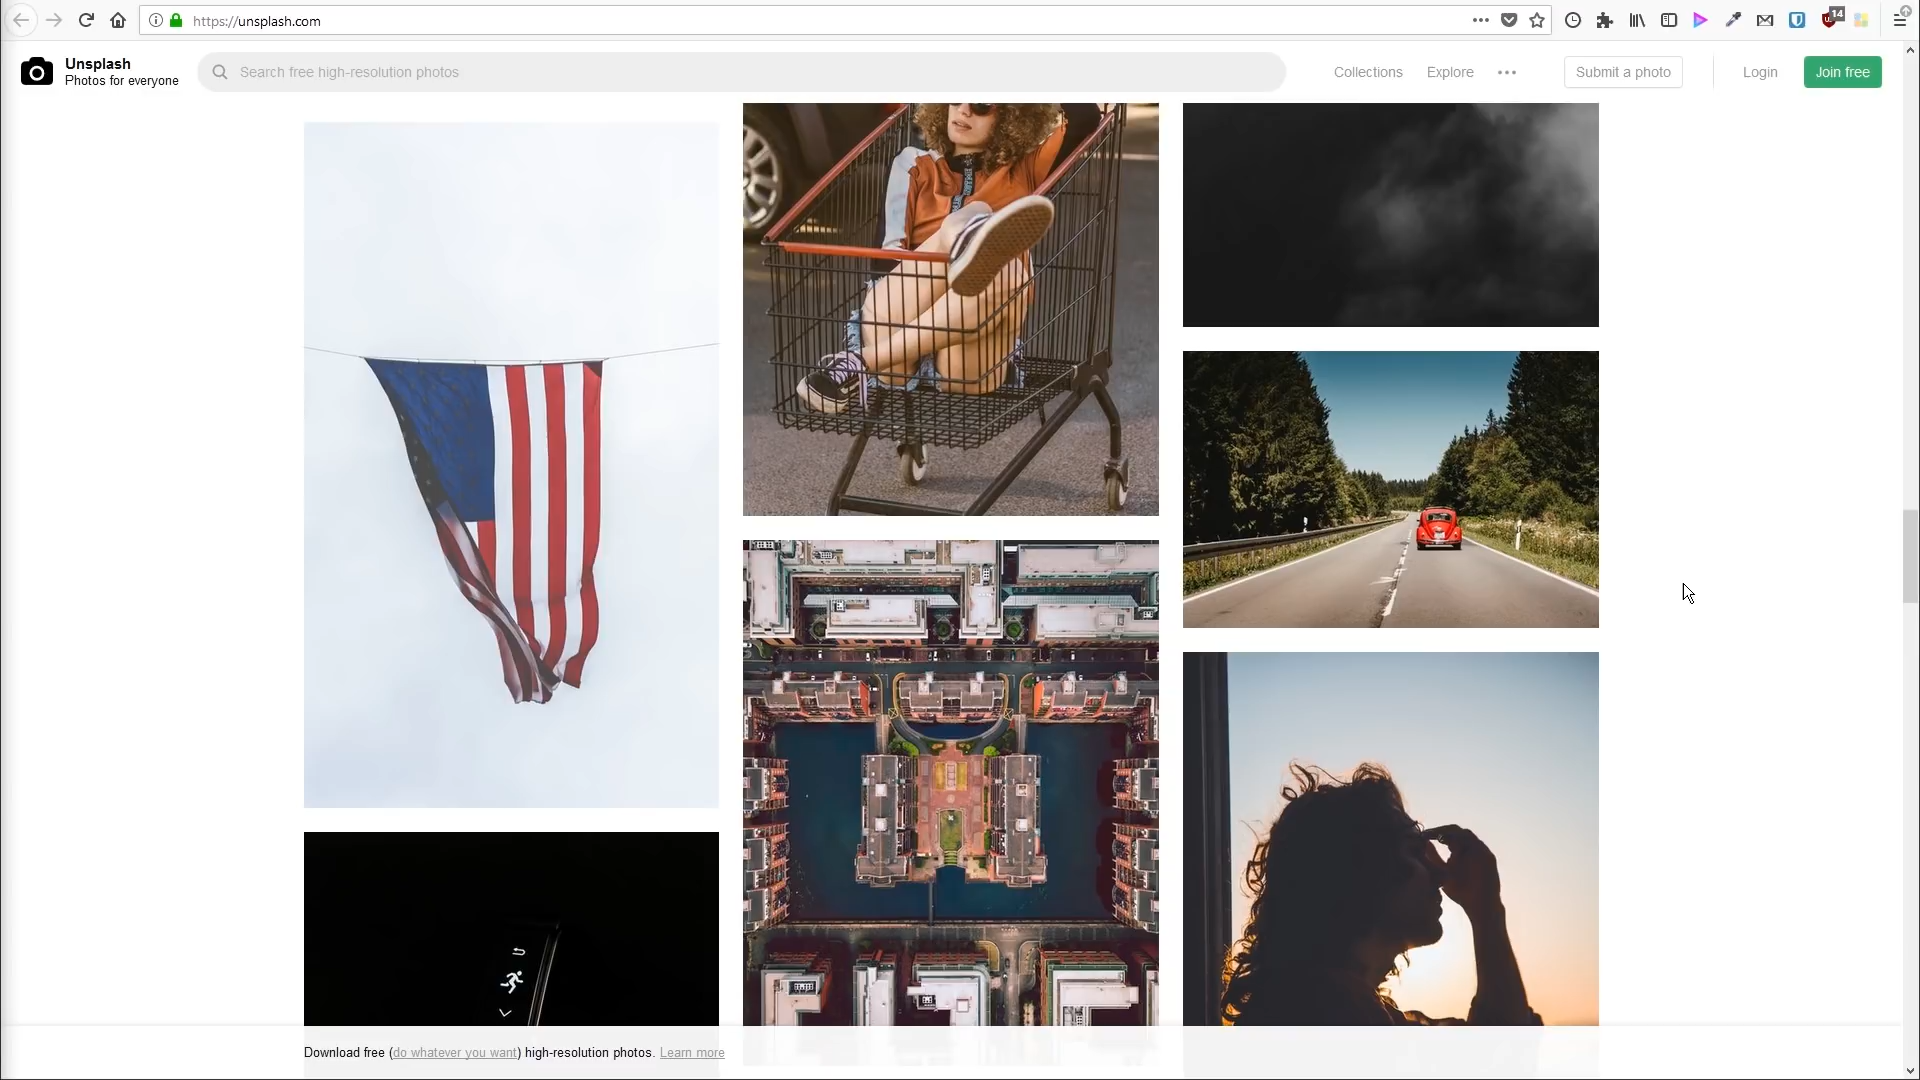 https://unsplash.com
14
Unsplash
Photos for everyone
Search free high-resolution photos
Collections
Explore
Submit a photo
Login
Join free
Download free (do whatever you want) high-resolution photos. Learn more